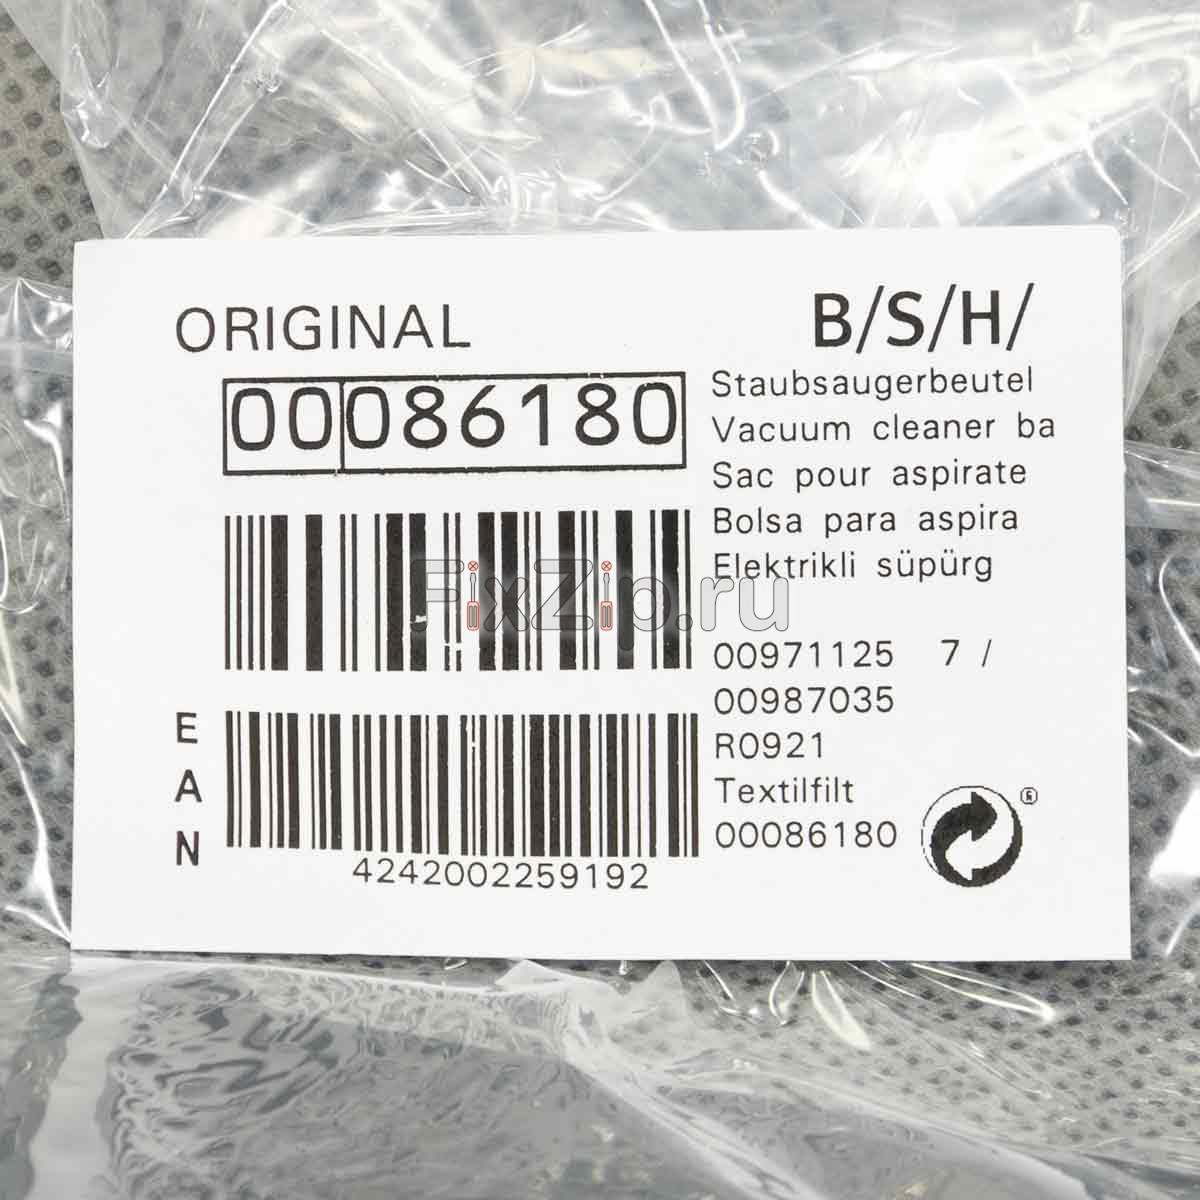 ORIGINAL
B/S/H/
00086180
Staubsaugerbeutel
Vacuum cleaner ba
Sac pour aspirate
Bolsa para aspira
Elektrikli süpürg
FixZip.ru
00971125 7 /
00987035
R0921
Textilfilt
00086180
®
EAN
4242002259192